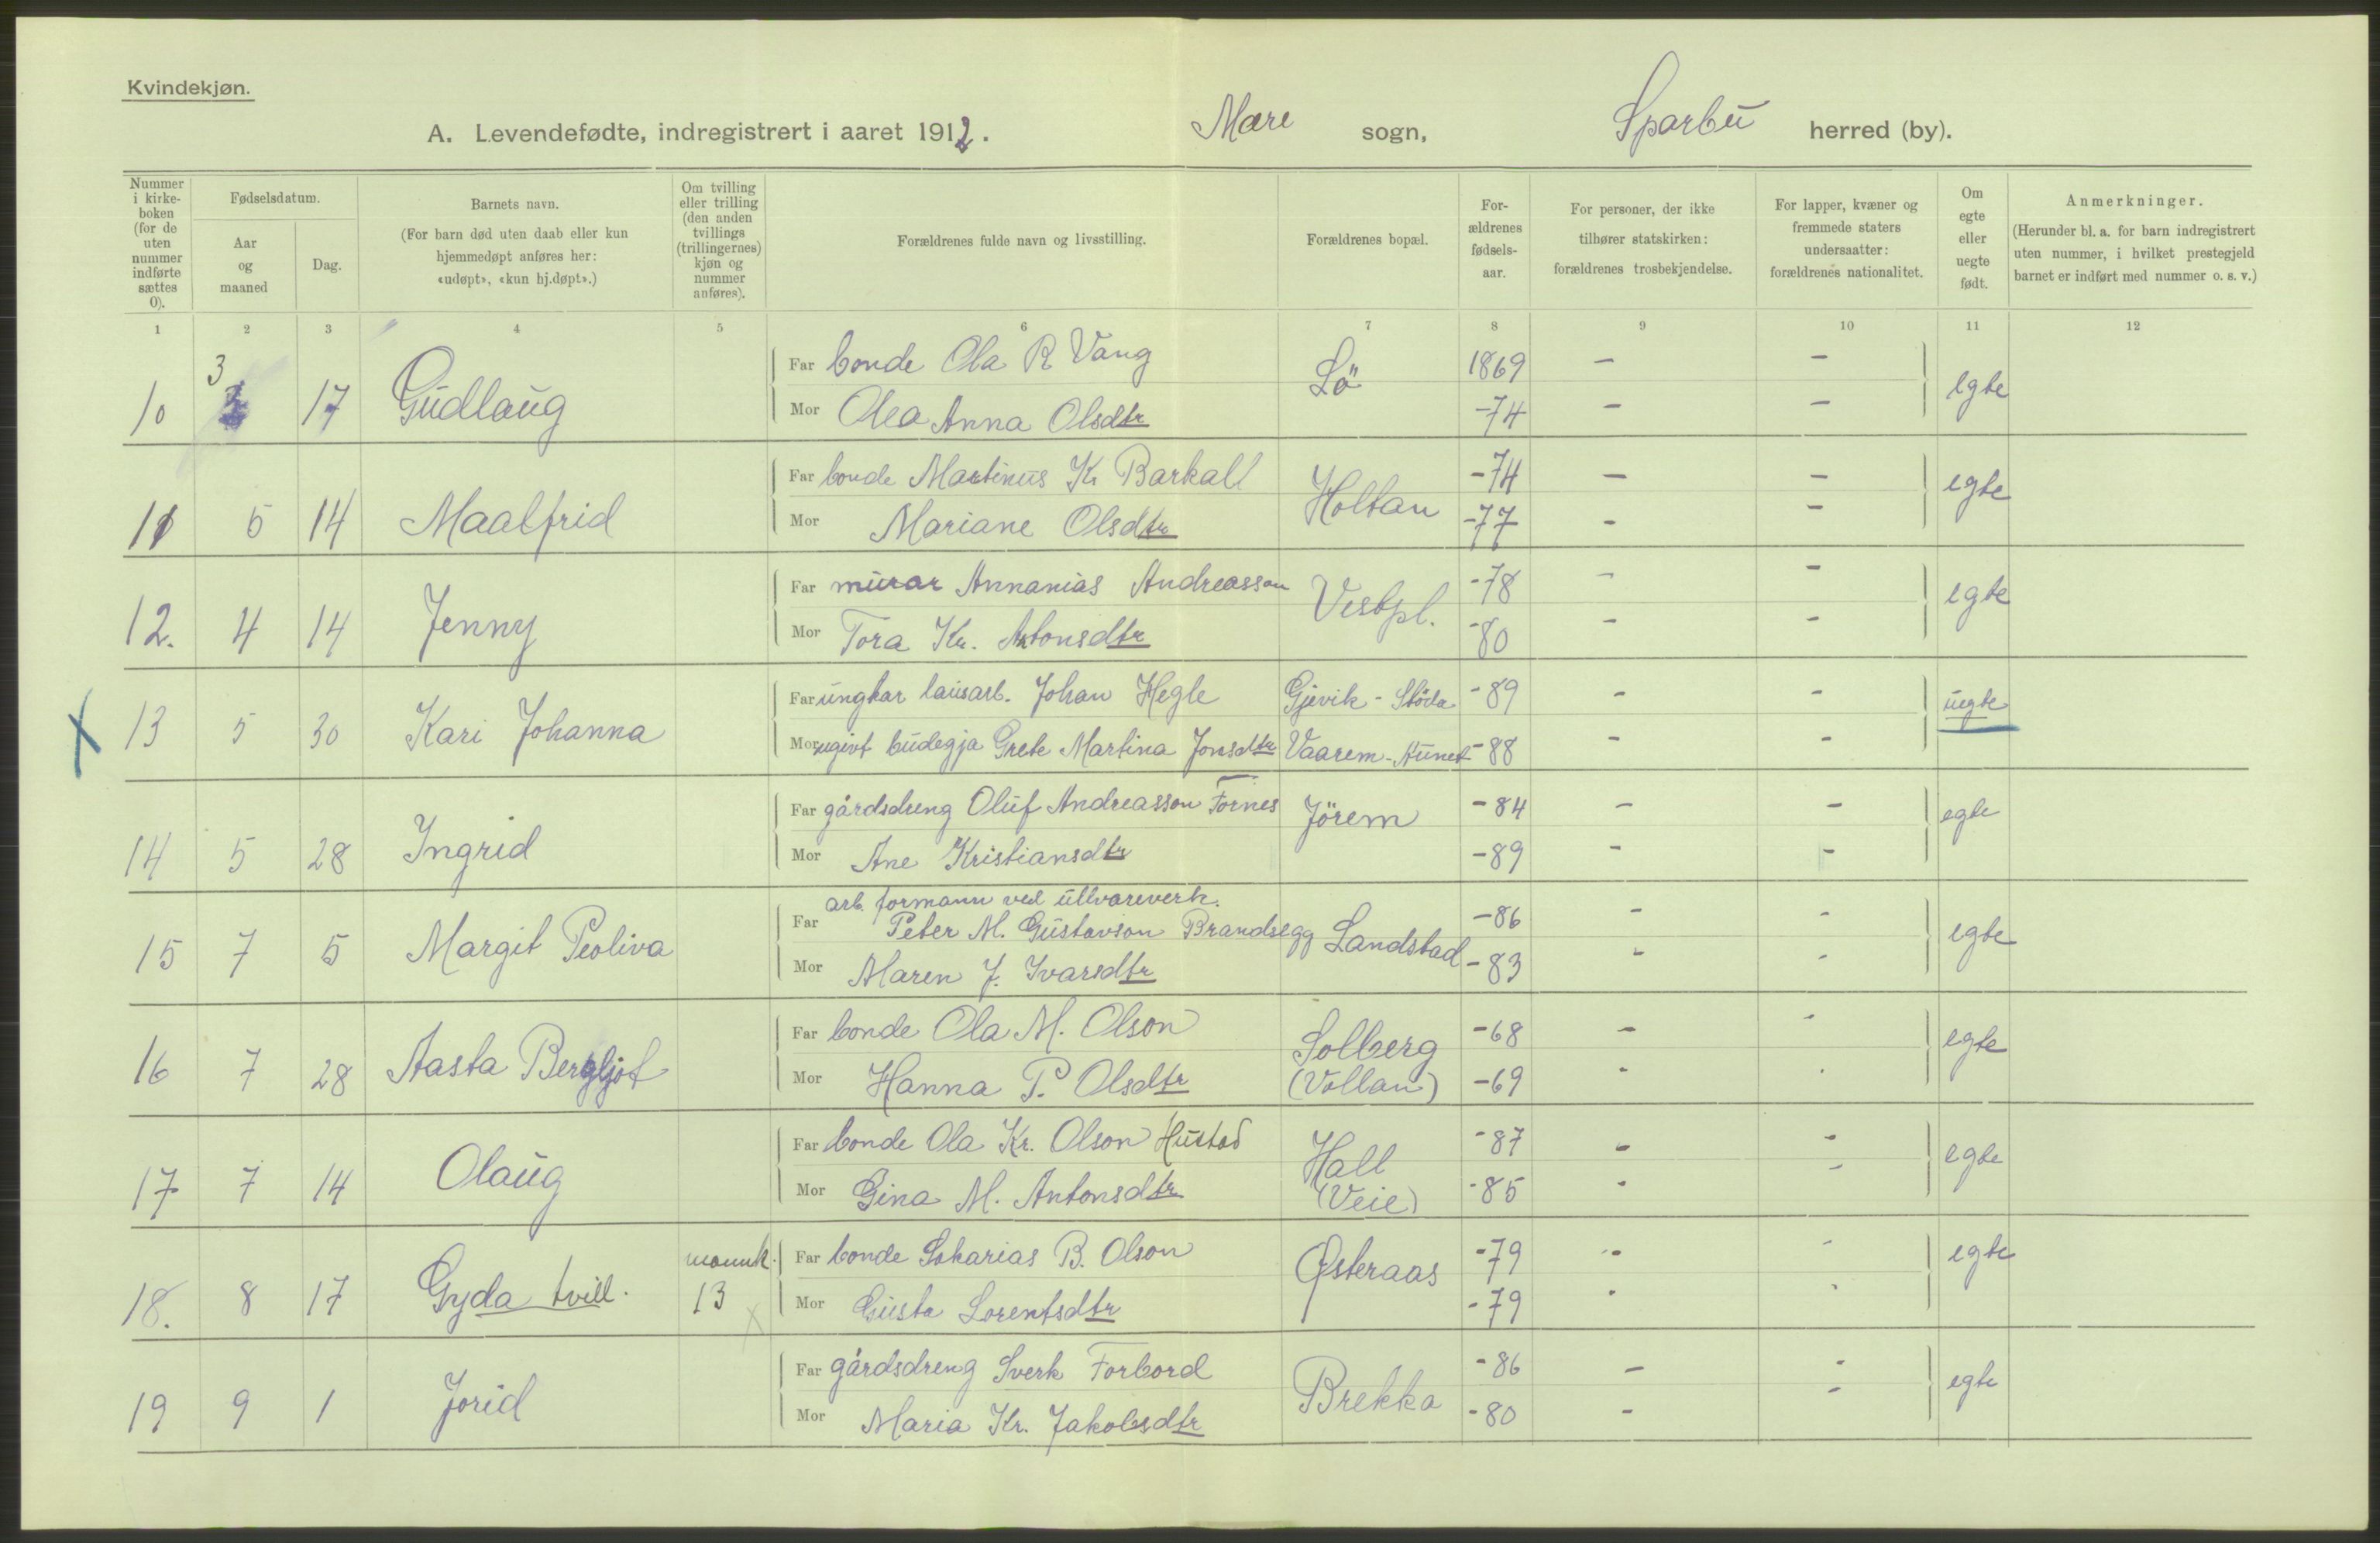 Kvindekjøn.
A. Levendefødte, indregistrert i aaret 1912. Mære sogn, Sparbu herred (by).
Nummer i kirkeboken (for de uten nummer indførte sættes 0).
Fødselsdatum.
Aar og maaned
Dag.
Barnets navn.
(For barn død uten daab eller kun hjemmedøpt anføres her: «udøpt», «kun hj.døpt».)
Om tvilling eller trilling (den anden tvillings (trillingernes) kjøn og nummer anføres).
Forældrenes fulde navn og livsstilling.
Forældrenes bopæl.
Forældrenes fødselsaar.
For personer, der ikke tilhører statskirken: forældrenes trosbekjendelse.
For lapper, kvæner og fremmede staters undersaatter: forældrenes nationalitet.
Om egte eller uegte født.
Anmerkninger.
(Herunder bl. a. for barn indregistrert uten nummer, i hvilket prestegjeld barnet er indført med nummer o. s. v.)
1 2 3 4 5 6 7 8 9 10 11 12
10 3 17 Gudlaug Far bonde Ola R Vang Lö 1869 - - egte
Mor Olea Anna Olsdtr -74 - -
11 5 14 Maalfrid Far bonde Martinus K. Barkall Holtan -74 - - egte
Mor Mariane Olsdtr -77 - -
12. 4 14 Jenny Far murar Annanias Andreasson Vestpl. -78 - - egte
Mor Tora Kr. Antonsdtr -80 - -
X 13 5 30 Kari Johanna Far ungkar lausarb. Johan Hegle Gjevik - Stöda -89 - - uegte
Mor ugivt budegja Grete Martina Jonsdtr Vaarem - Aunet -88 - -
14 5 28 Ingrid Far gårdsdreng Oluf Andreasson Fornes Jörem -84 - - egte
Mor Ane Kristiansdtr -89 - -
arb. formann ved ullvareverk.
15 7 5 Margit Peoliva Far Peter M. Gustavson Brandsegg Landstad -86 - - egte
Mor Maren J. Ivarsdtr -83 - -
16 7 28 Aasta Bergljot Far bonde Ola M. Olson Solberg -68 - - egte
Mor Hanna P. Olsdtr (Vollan) -69 - -
17 7 14 Olaug Far bonde Ola Kr. Olson Hustad Hall -87 - - egte
Mor Gina M. Antonsdtr (Veie) -85 - -
18. 8 17 Gyda tvill. mannk. 13 x Far bonde Sakarias B. Olson Østeraas -79 - - egte
Mor Gusta Lorentsdtr -79 - -
19 9 1 Jorid Far gårdsdreng Sverk Forbord Brekka -86 - - egte
Mor Maria Kr. Jakobsdtr -80 - -